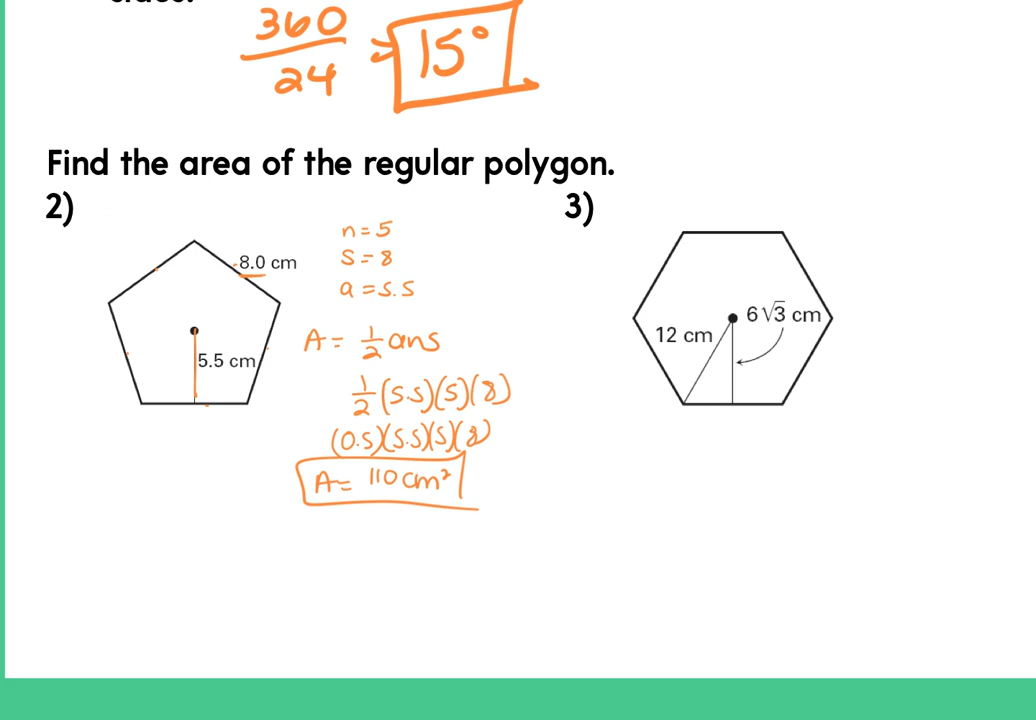 360
24
= 15°
Find the area of the regular polygon.
2)
3)
8.0 cm
5.5 cm
n = 5
s = 8
a = 5.5
A = 1/2 ans
1/2 (5.5)(5)(8)
(0.5)(5.5)(5)(8)
A = 110 cm²
12 cm
6√3 cm